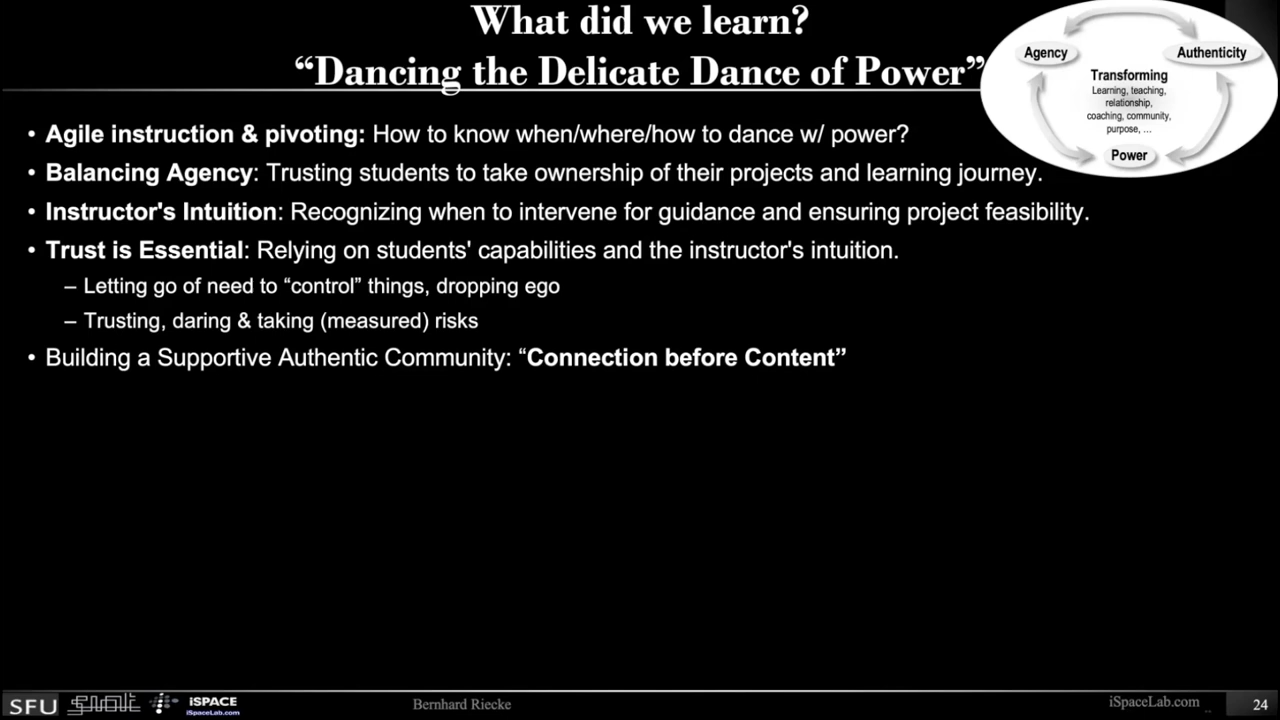 What did we learn?
“Dancing the Delicate Dance of Power”
Agency
Authenticity
Transforming
Learning, teaching,
relationship,
coaching, community,
purpose, ...
Power
• Agile instruction & pivoting: How to know when/where/how to dance w/ power?
• Balancing Agency: Trusting students to take ownership of their projects and learning journey.
• Instructor's Intuition: Recognizing when to intervene for guidance and ensuring project feasibility.
• Trust is Essential: Relying on students' capabilities and the instructor's intuition.
– Letting go of need to “control” things, dropping ego
– Trusting, daring & taking (measured) risks
• Building a Supportive Authentic Community: “Connection before Content”
SFU
iSPACE
iSpaceLab.com
Bernhard Riecke
iSpaceLab.com
24